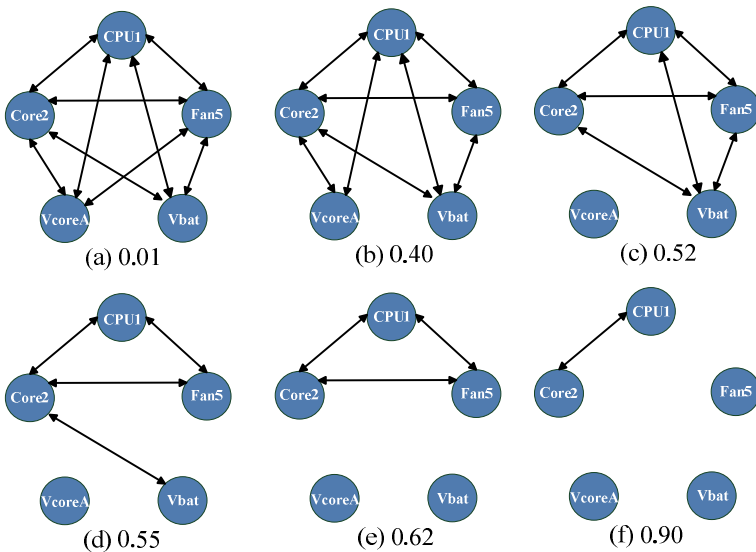 CPU1
Core2
Fan5
VcoreA
Vbat
(a) 0.01
CPU1
Core2
Fan5
VcoreA
Vbat
(b) 0.40
CPU1
Core2
Fan5
VcoreA
Vbat
(c) 0.52
CPU1
Core2
Fan5
VcoreA
Vbat
(d) 0.55
CPU1
Core2
Fan5
VcoreA
Vbat
(e) 0.62
CPU1
Core2
Fan5
VcoreA
Vbat
(f) 0.90